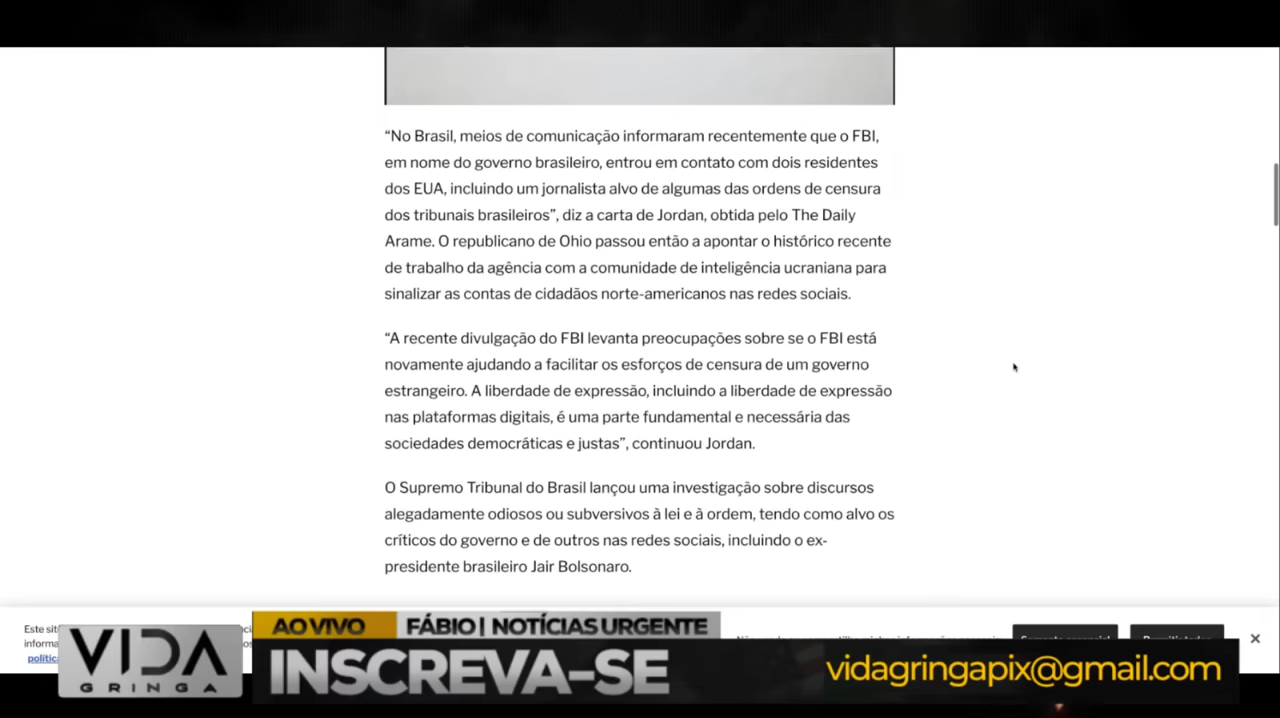 “No Brasil, meios de comunicação informaram recentemente que o FBI,
em nome do governo brasileiro, entrou em contato com dois residentes
dos EUA, incluindo um jornalista alvo de algumas das ordens de censura
dos tribunais brasileiros”, diz a carta de Jordan, obtida pelo The Daily
Arame. O republicano de Ohio passou então a apontar o histórico recente
de trabalho da agência com a comunidade de inteligência ucraniana para
sinalizar as contas de cidadãos norte-americanos nas redes sociais.
“A recente divulgação do FBI levanta preocupações sobre se o FBI está
novamente ajudando a facilitar os esforços de censura de um governo
estrangeiro. A liberdade de expressão, incluindo a liberdade de expressão
nas plataformas digitais, é uma parte fundamental e necessária das
sociedades democráticas e justas”, continuou Jordan.
O Supremo Tribunal do Brasil lançou uma investigação sobre discursos
alegadamente odiosos ou subversivos à lei e à ordem, tendo como alvo os
críticos do governo e de outros nas redes sociais, incluindo o ex-
presidente brasileiro Jair Bolsonaro.
Este
VIDA
GRINGA
AO VIVO
FÁBIO | NOTÍCIAS URGENTE
INSCREVA-SE
vidagringapix@gmail.com